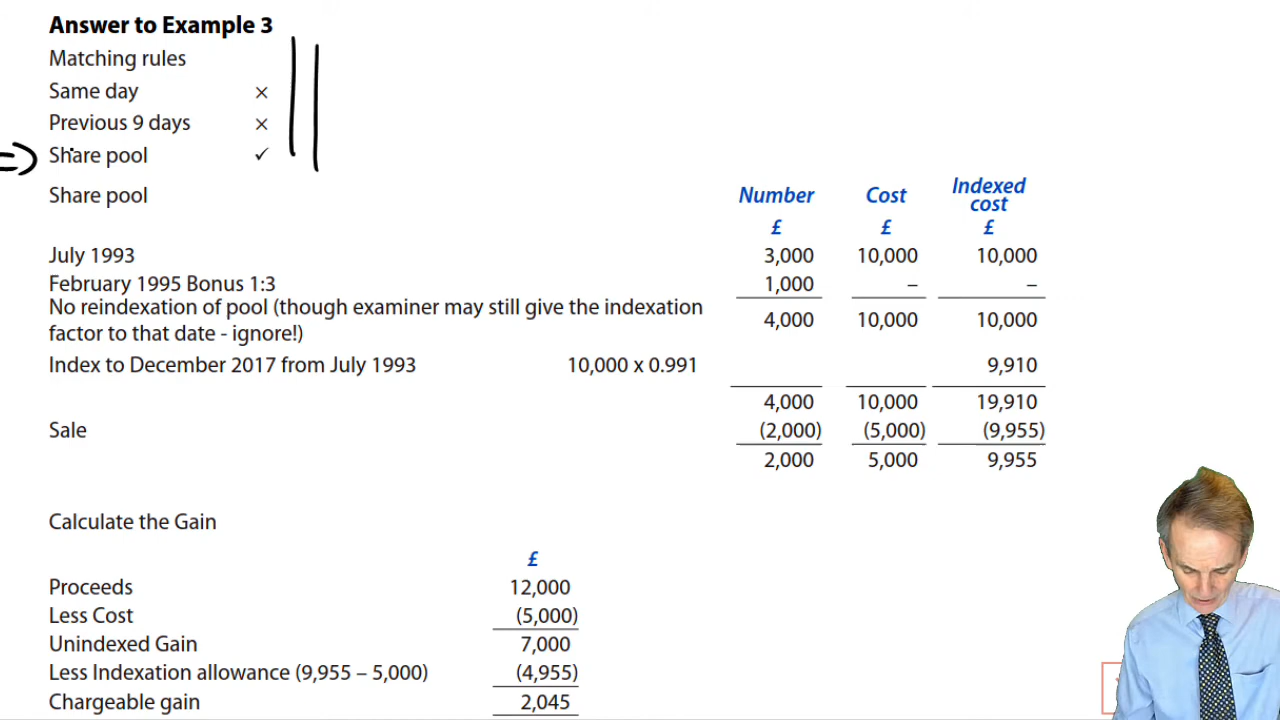 Answer to Example 3
Matching rules
Same day ×
Previous 9 days ×
Share pool ✓
Share pool Number Cost Indexed cost
£ £ £
July 1993 3,000 10,000 10,000
February 1995 Bonus 1:3 1,000 – –
No reindexation of pool (though examiner may still give the indexation
factor to that date - ignore!) 4,000 10,000 10,000
Index to December 2017 from July 1993 10,000 x 0.991 9,910
4,000 10,000 19,910
Sale (2,000) (5,000) (9,955)
2,000 5,000 9,955
Calculate the Gain
£
Proceeds 12,000
Less Cost (5,000)
Unindexed Gain 7,000
Less Indexation allowance (9,955 – 5,000) (4,955)
Chargeable gain 2,045